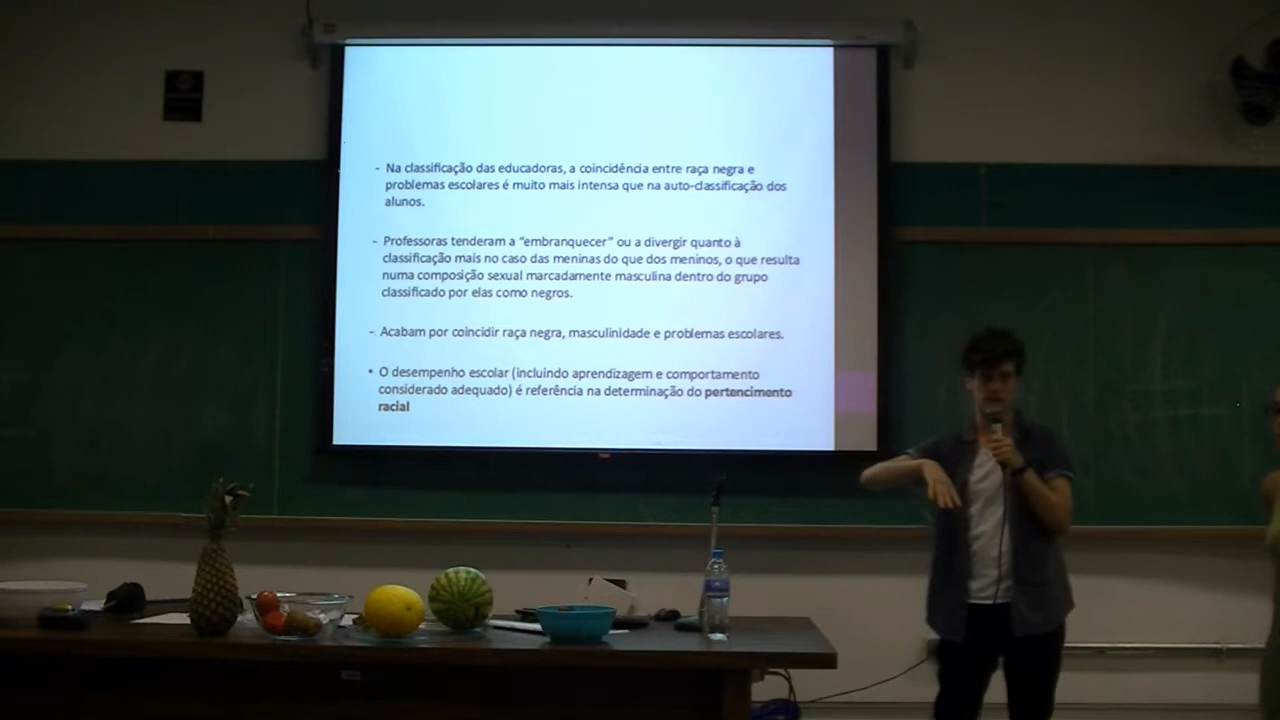 - Na classificação das educadoras, a coincidência entre raça negra e
problemas escolares é muito mais intensa que na auto-classificação dos
alunos.
- Professoras tenderam a “embranquecer” ou a divergir quanto à
classificação mais no caso das meninas do que dos meninos, o que resulta
numa composição sexual marcadamente masculina dentro do grupo
classificado por elas como negros.
- Acabam por coincidir raça negra, masculinidade e problemas escolares.
• O desempenho escolar (incluindo aprendizagem e comportamento
considerado adequado) é referência na determinação do pertencimento
racial